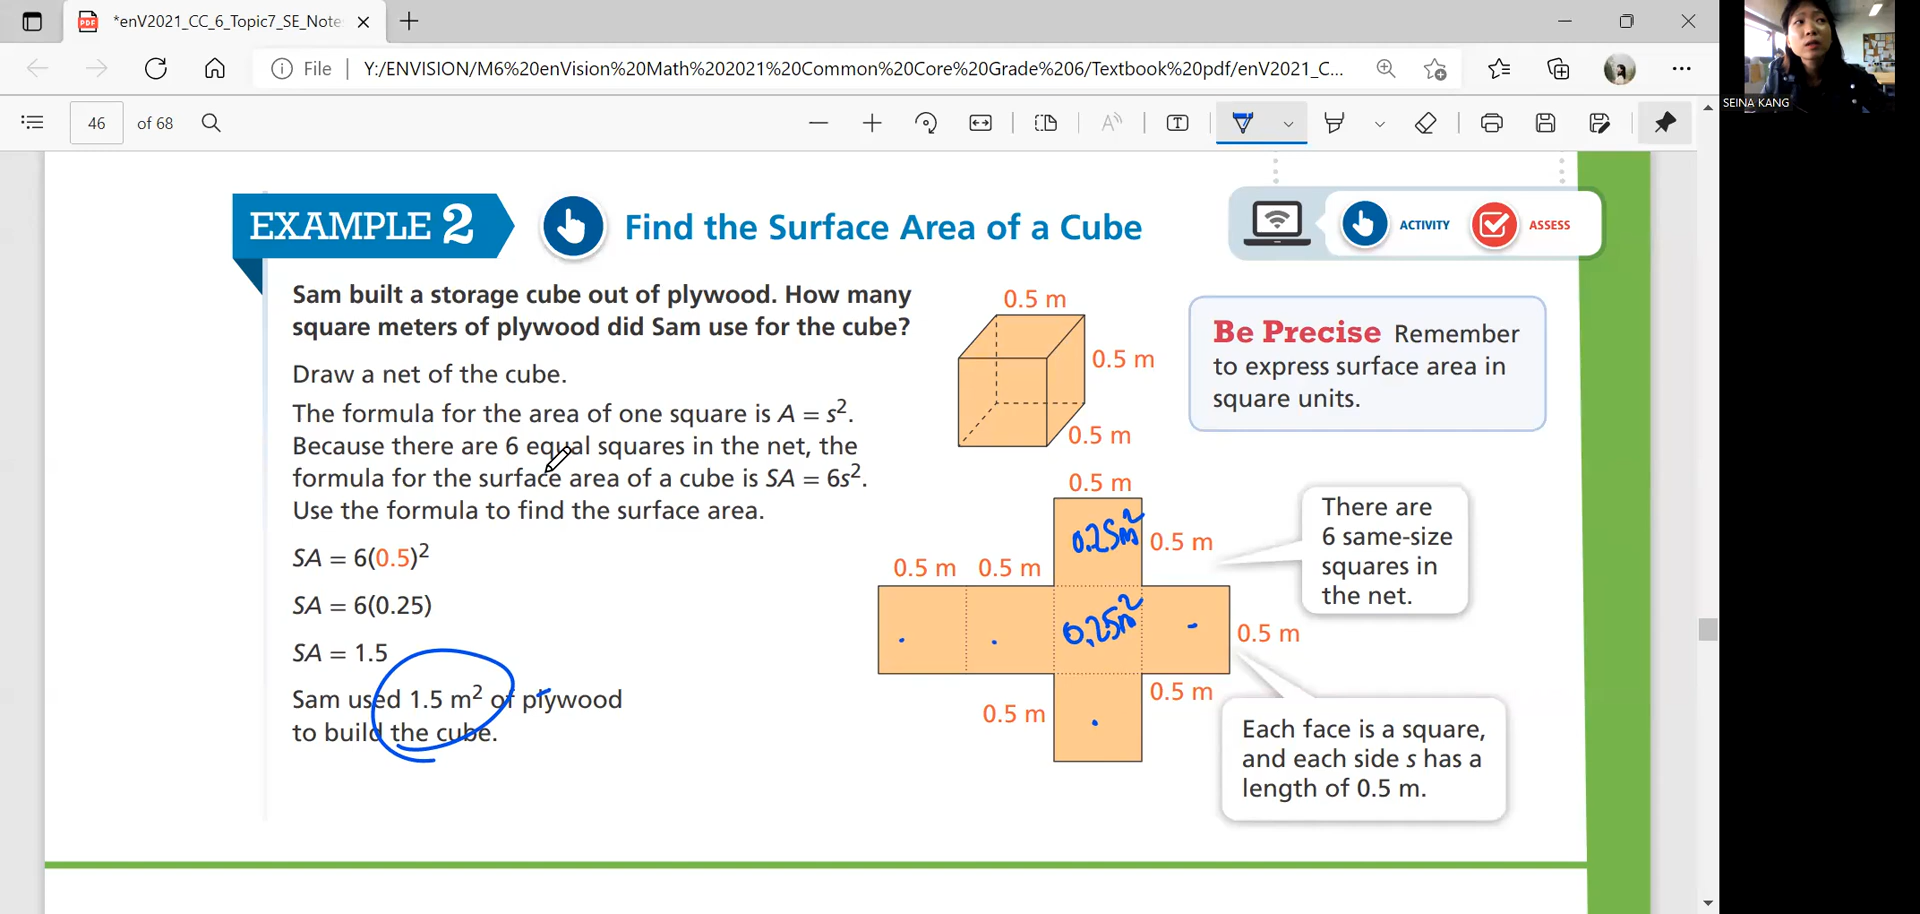 *enV2021_CC_6_Topic7_SE_Note
File
Y:/ENVISION/M6%20enVision%20Math%202021%20Common%20Core%20Grade%206/Textbook%20pdf/enV2021_C...
46
of 68
SEINA KANG
EXAMPLE 2
Find the Surface Area of a Cube
ACTIVITY
ASSESS
Sam built a storage cube out of plywood. How many
square meters of plywood did Sam use for the cube?
Draw a net of the cube.
The formula for the area of one square is A = s².
Because there are 6 equal squares in the net, the
formula for the surface area of a cube is SA = 6s².
Use the formula to find the surface area.
SA = 6(0.5)²
SA = 6(0.25)
SA = 1.5
Sam used 1.5 m² of plywood
to build the cube.
0.5 m
0.5 m
0.5 m
Be Precise Remember
to express surface area in
square units.
0.5 m
0.25m²
0.5 m
0.5 m
0.5 m
0.25m²
0.5 m
0.5 m
0.5 m
There are
6 same-size
squares in
the net.
Each face is a square,
and each side s has a
length of 0.5 m.